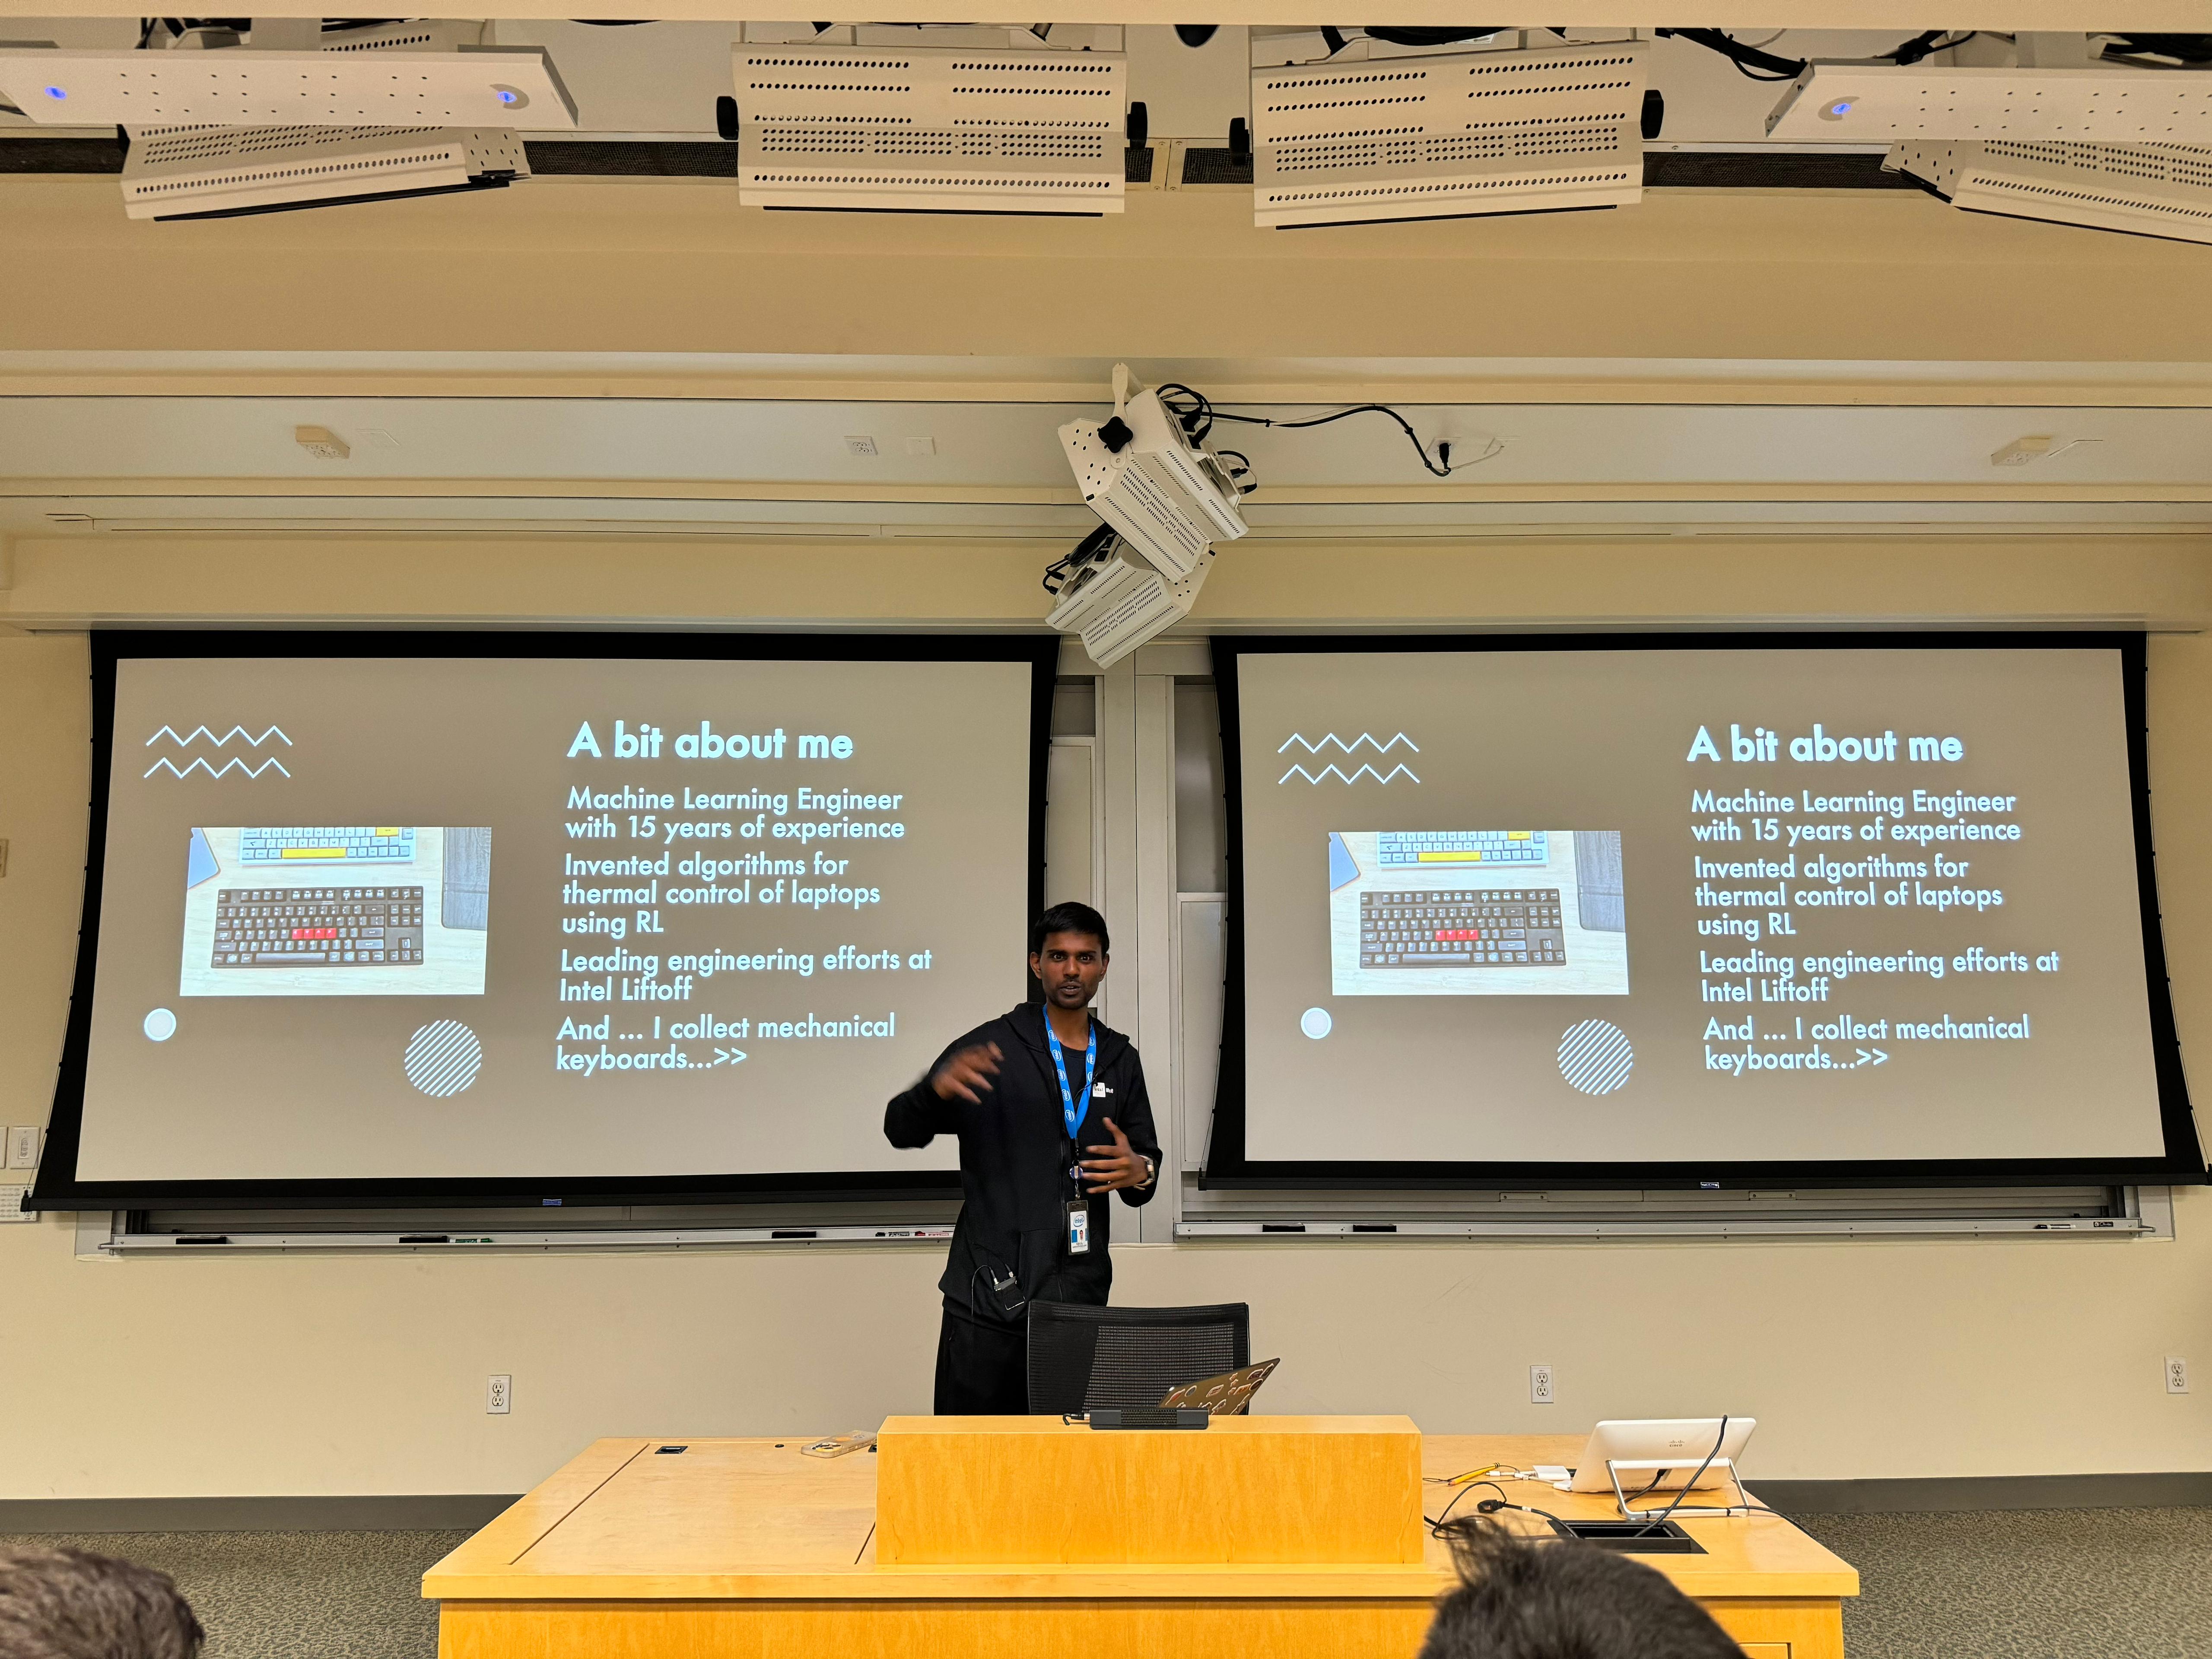 A bit about me
Machine Learning Engineer
with 15 years of experience
Invented algorithms for
thermal control of laptops
using RL
Leading engineering efforts at
Intel Liftoff
And ... I collect mechanical
keyboards...>>
A bit about me
Machine Learning Engineer
with 15 years of experience
Invented algorithms for
thermal control of laptops
using RL
Leading engineering efforts at
Intel Liftoff
And ... I collect mechanical
keyboards...>>